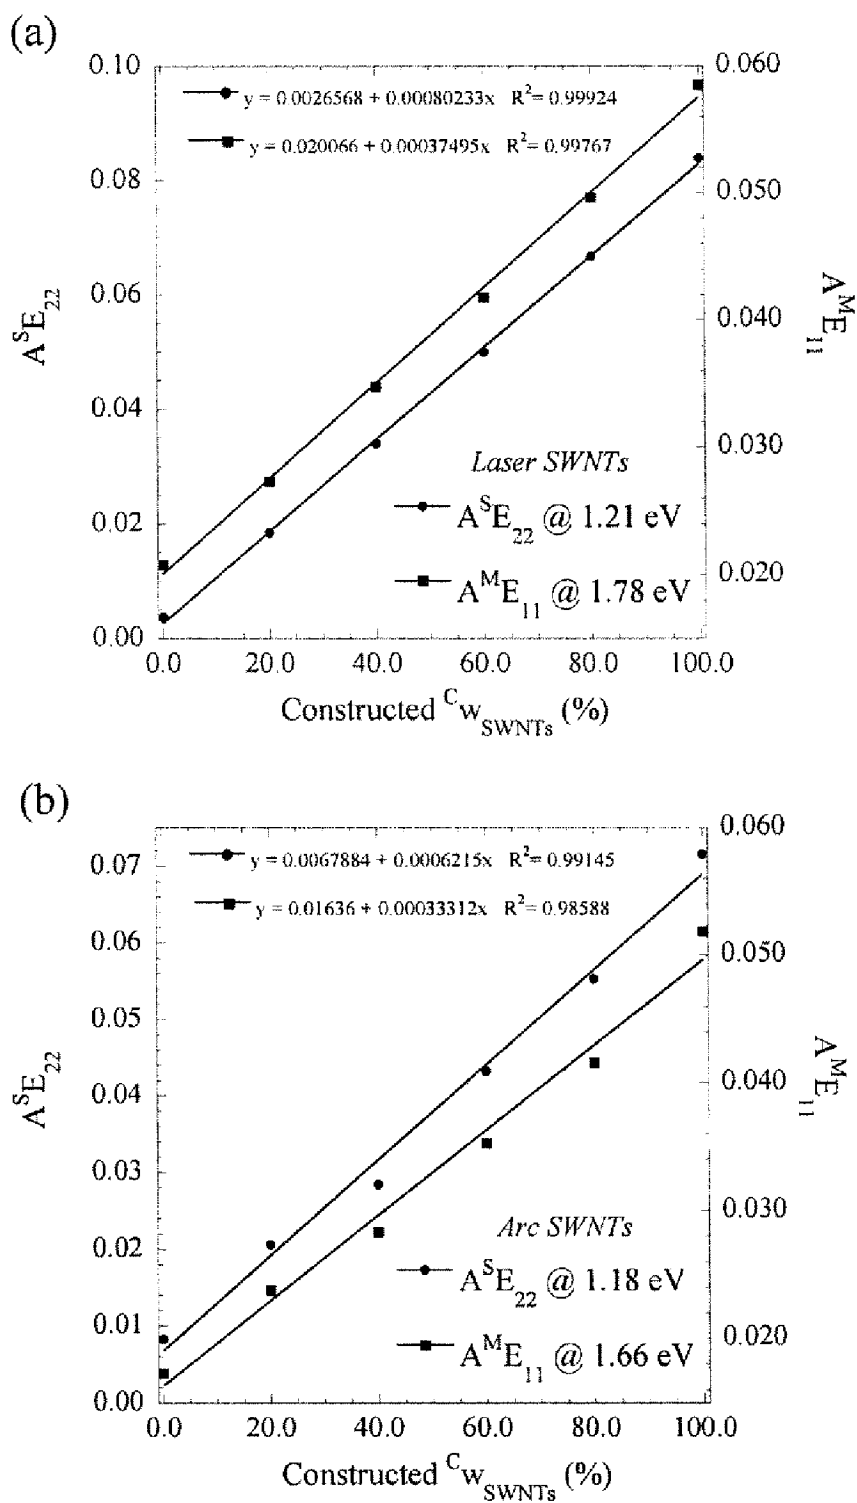 (a)
y = 0.0026568 + 0.00080233x R²= 0.99924
y = 0.020066 + 0.00037495x R²= 0.99767
0.10
0.08
0.06
0.04
0.02
0.00
AˢE₂₂
0.060
0.050
0.040
0.030
0.020
AᴹE₁₁
Laser SWNTs
AˢE₂₂ @ 1.21 eV
AᴹE₁₁ @ 1.78 eV
0.0 20.0 40.0 60.0 80.0 100.0
Constructed ᶜw_SWNTs (%)
(b)
y = 0.0067884 + 0.0006215x R²= 0.99145
y = 0.01636 + 0.00033312x R²= 0.98588
0.07
0.06
0.05
0.04
0.03
0.02
0.01
0.00
AˢE₂₂
0.060
0.050
0.040
0.030
0.020
AᴹE₁₁
Arc SWNTs
AˢE₂₂ @ 1.18 eV
AᴹE₁₁ @ 1.66 eV
0.0 20.0 40.0 60.0 80.0 100.0
Constructed ᶜw_SWNTs (%)